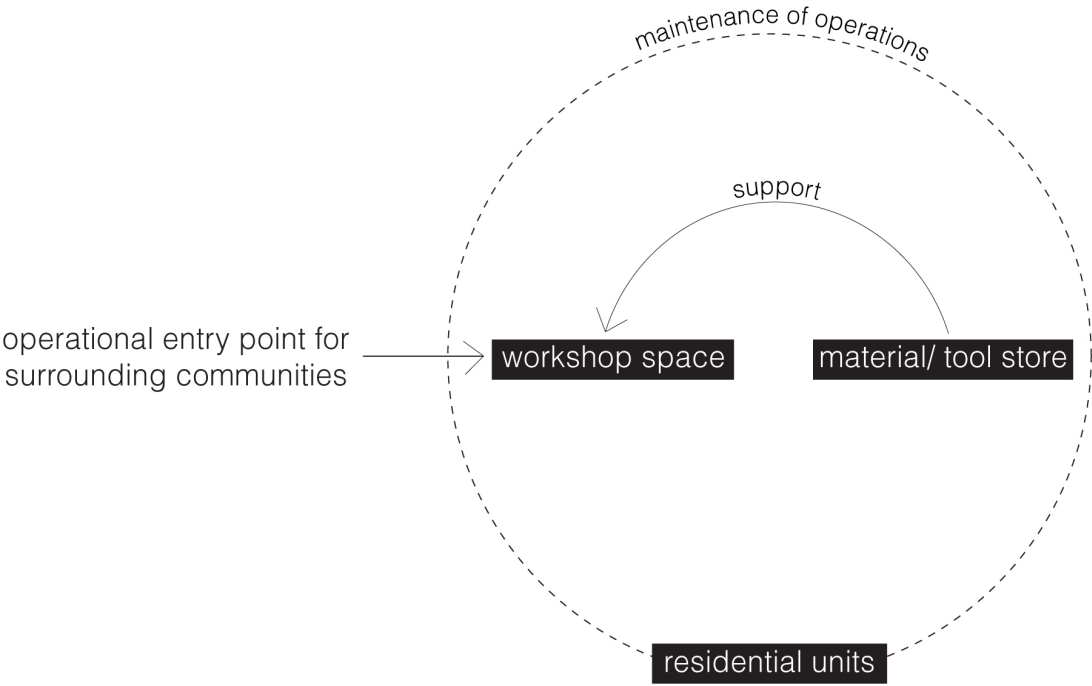 maintenance of operations
support
operational entry point for
surrounding communities
workshop space
material/ tool store
residential units